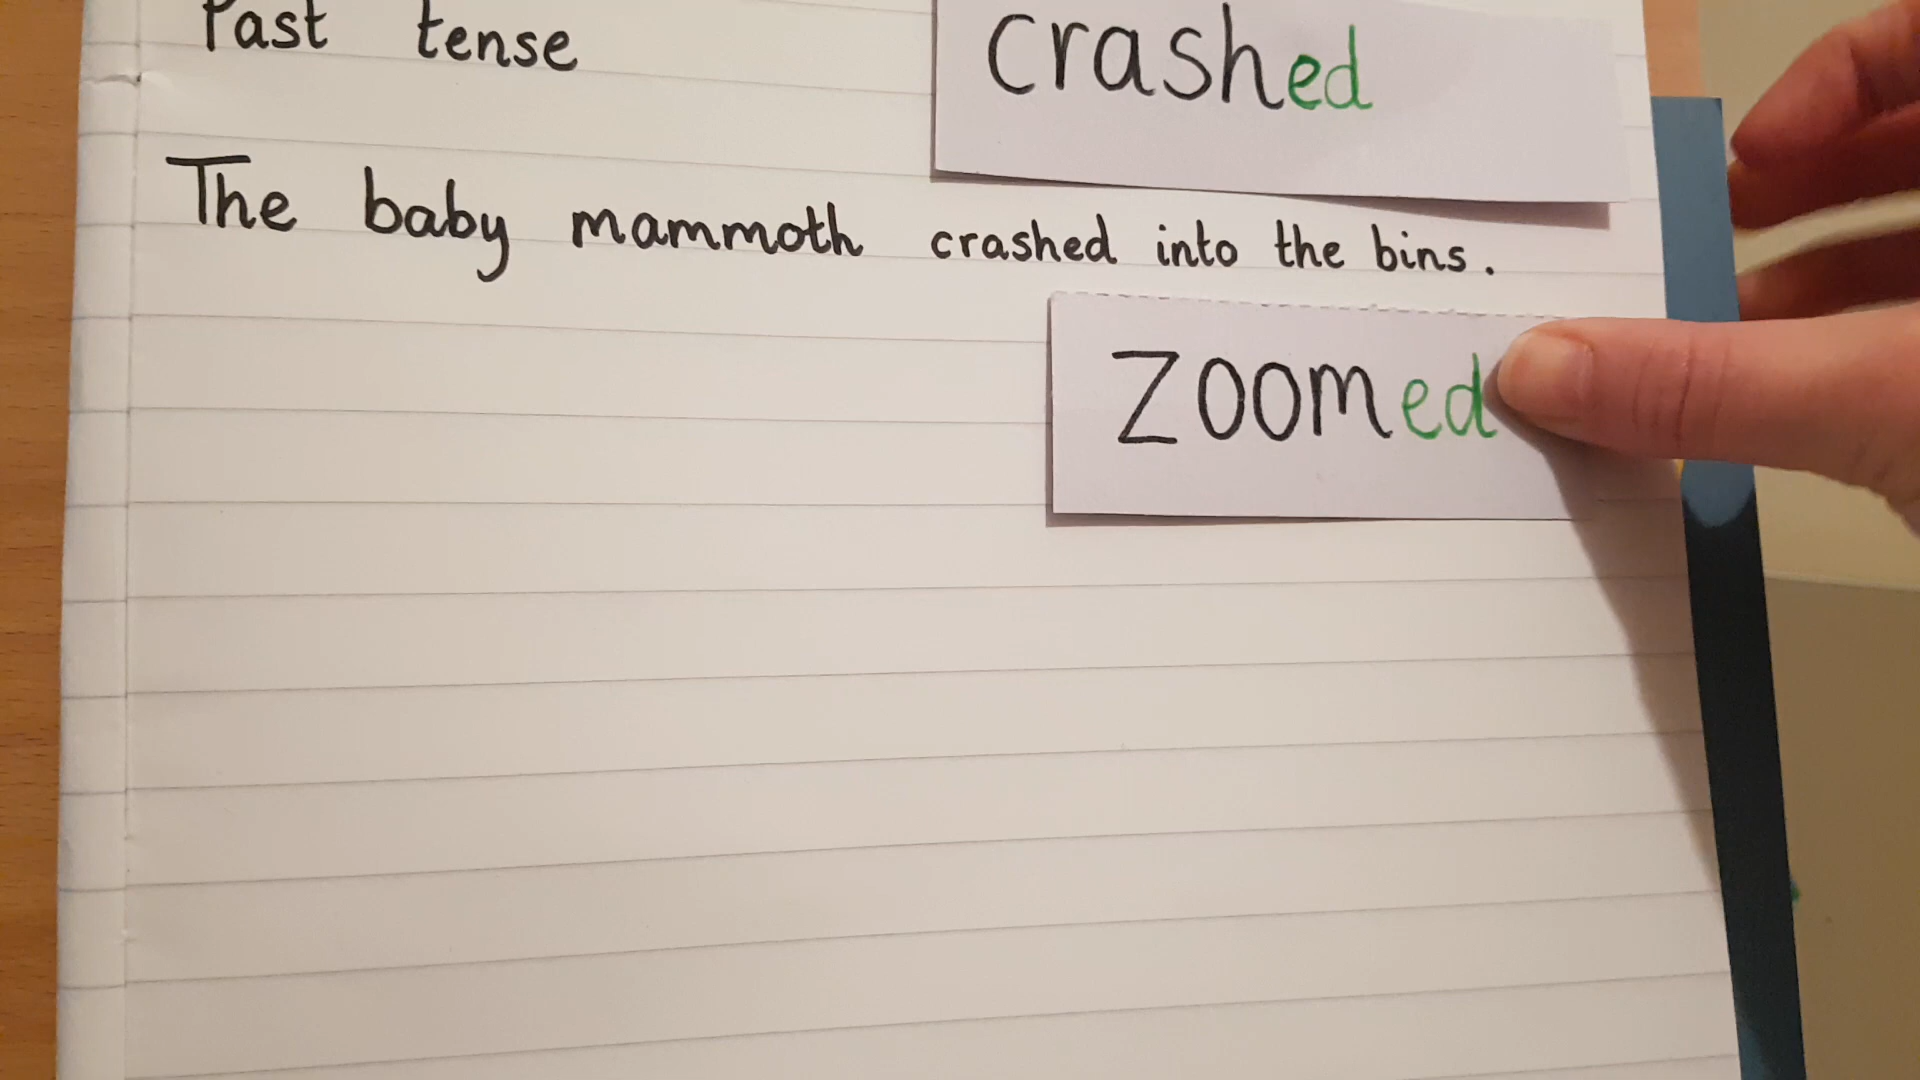 Past tense
crashed
The baby mammoth crashed into the bins.
zoomed